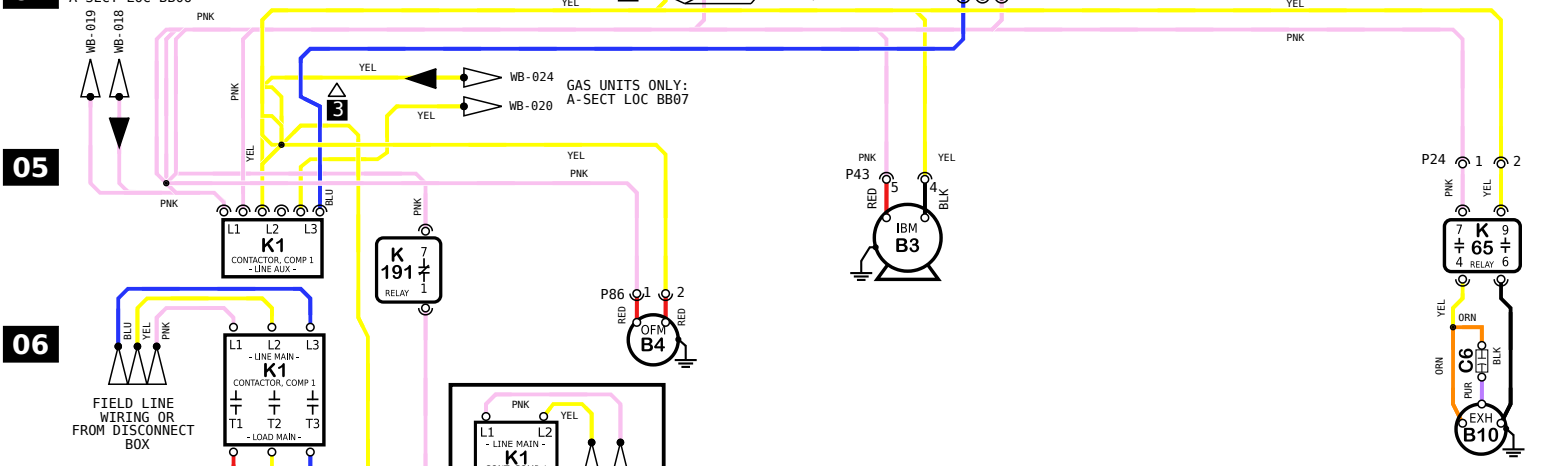 A-SECT LOC BB06
YEL
YEL
PNK
PNK
WB-019
WB-018
YEL
WB-024
GAS UNITS ONLY:
A-SECT LOC BB07
PNK
3
WB-020
YEL
05
YEL
YEL
PNK
PNK
PNK
BLU
PNK
PNK
YEL
P43
5
4
RED
BLK
IBM
B3
P24
1
2
PNK
YEL
L1 L2 L3
K1
CONTACTOR, COMP 1
- LINE AUX -
K
191
7
1
RELAY
7 K 9
65
4 RELAY 6
P86
1
2
RED
RED
OFM
B4
06
BLU
YEL
PNK
L1 L2 L3
- LINE MAIN -
K1
CONTACTOR, COMP 1
T1 T2 T3
- LOAD MAIN -
FIELD LINE
WIRING OR
FROM DISCONNECT
BOX
PNK
YEL
L1 L2
- LINE MAIN -
K1
YEL
ORN
ORN
C6
BLK
PUR
EXH
B10